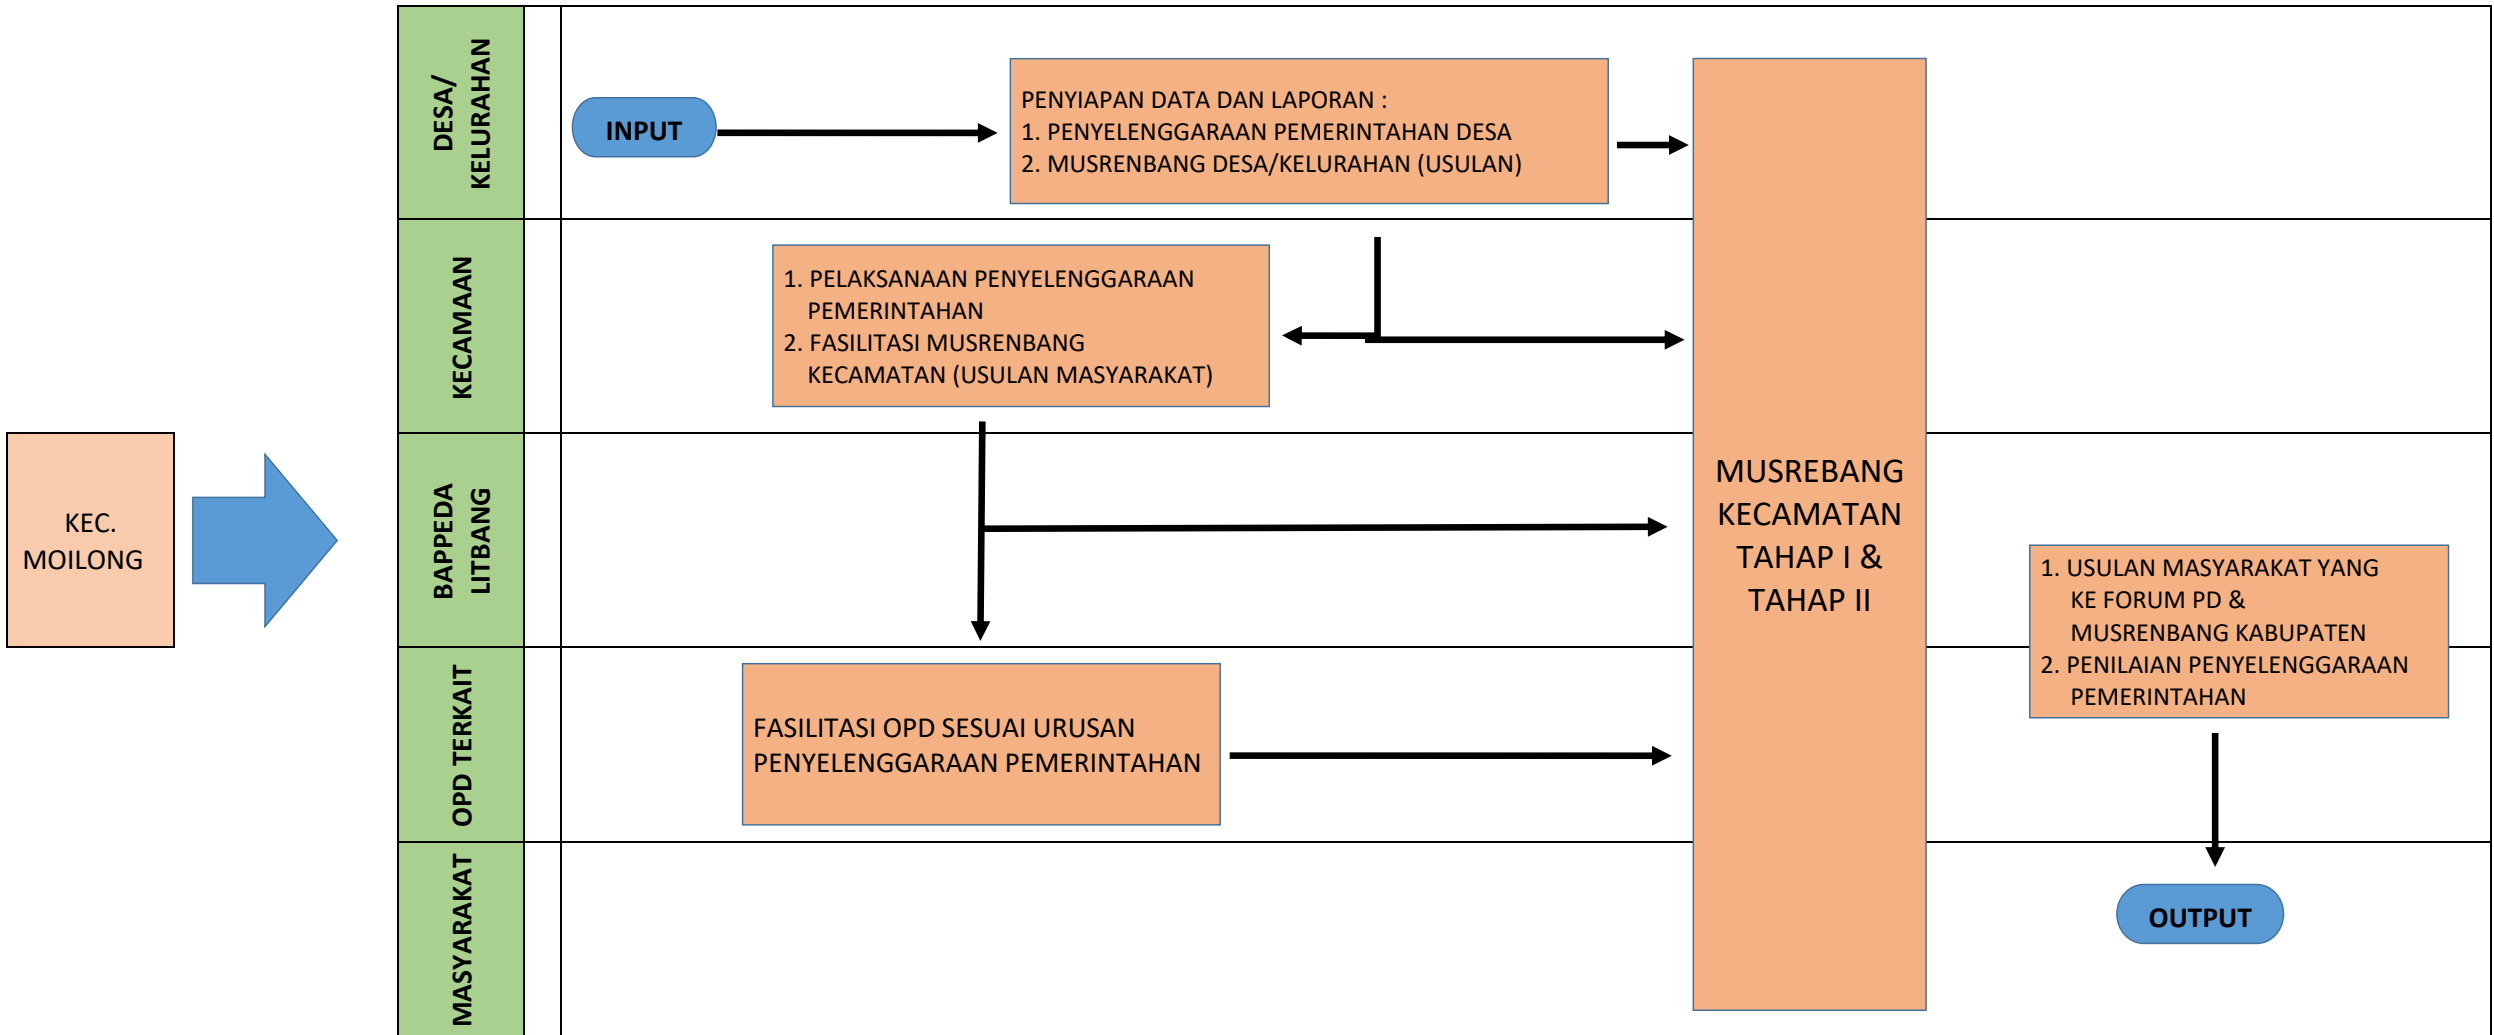 DESA/
KELURAHAN
INPUT
PENYIAPAN DATA DAN LAPORAN :
1. PENYELENGGARAAN PEMERINTAHAN DESA
2. MUSRENBANG DESA/KELURAHAN (USULAN)
KECAMAAN
1. PELAKSANAAN PENYELENGGARAAN
PEMERINTAHAN
2. FASILITASI MUSRENBANG
KECAMATAN (USULAN MASYARAKAT)
KEC.
MOILONG
BAPPEDA
LITBANG
MUSREBANG
KECAMATAN
TAHAP I &
TAHAP II
1. USULAN MASYARAKAT YANG
KE FORUM PD &
MUSRENBANG KABUPATEN
2. PENILAIAN PENYELENGGARAAN
PEMERINTAHAN
OPD TERKAIT
FASILITASI OPD SESUAI URUSAN
PENYELENGGARAAN PEMERINTAHAN
MASYARAKAT
OUTPUT